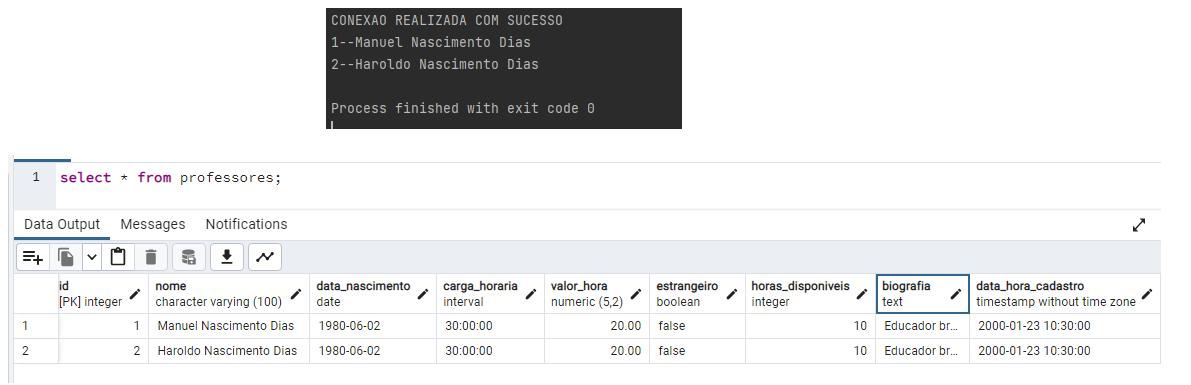 CONEXAO REALIZADA COM SUCESSO
1--Manuel Nascimento Dias
2--Haroldo Nascimento Dias
Process finished with exit code 0
1 select * from professores;
Data Output Messages Notifications
id nome data_nascimento carga_horaria valor_hora estrangeiro horas_disponiveis biografia data_hora_cadastro
[PK] integer character varying (100) date interval numeric (5,2) boolean integer text timestamp without time zone
1 1 Manuel Nascimento Dias 1980-06-02 30:00:00 20.00 false 10 Educador br... 2000-01-23 10:30:00
2 2 Haroldo Nascimento Dias 1980-06-02 30:00:00 20.00 false 10 Educador br... 2000-01-23 10:30:00